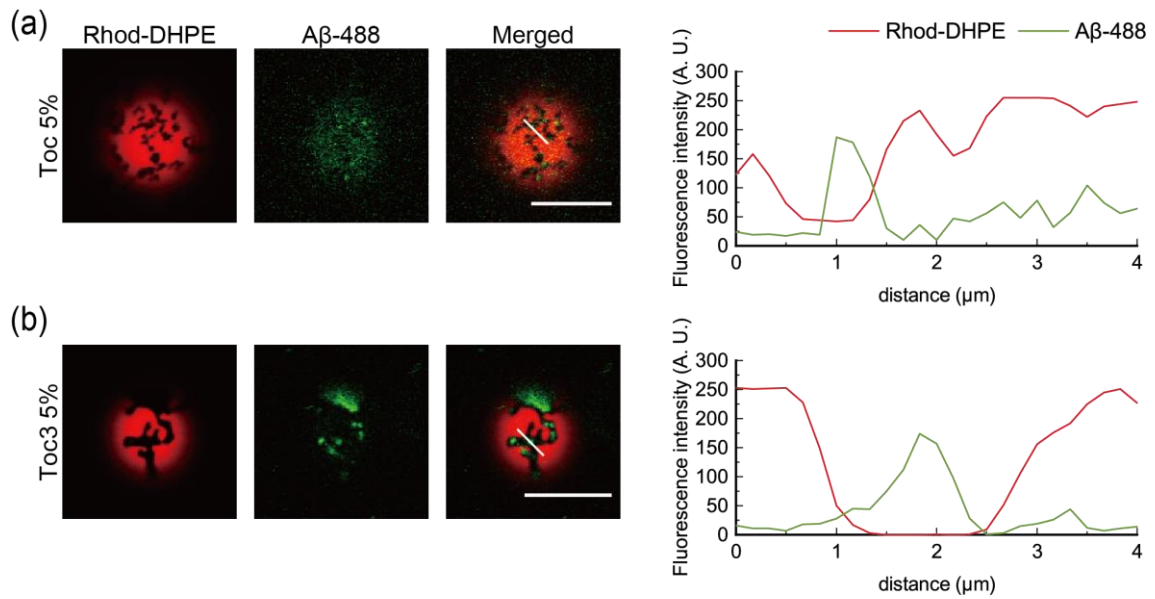 (a)
Rhod-DHPE Aβ-488 Merged
Toc 5%
Rhod-DHPE Aβ-488
Fluorescence intensity (A. U.)
300
250
200
150
100
50
0
0 1 2 3 4
distance (μm)
(b)
Toc3 5%
Fluorescence intensity (A. U.)
300
250
200
150
100
50
0
0 1 2 3 4
distance (μm)